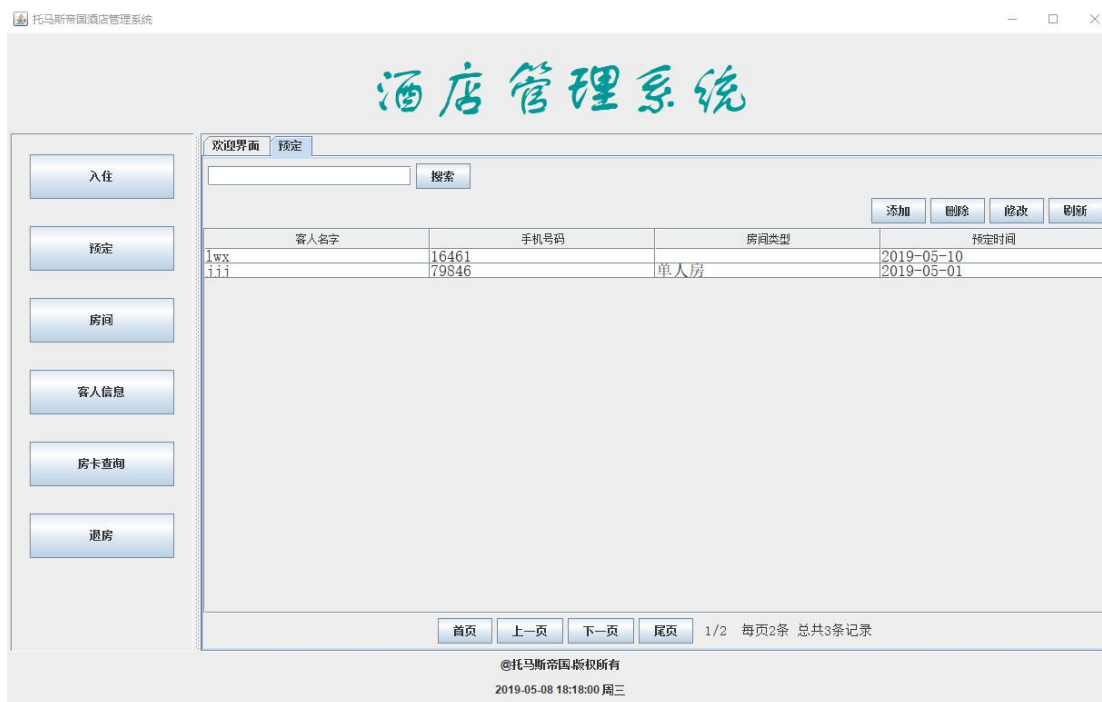 托马斯帝国酒店管理系统
酒店管理系统
欢迎界面 预定
入住
搜索
添加 删除 修改 刷新
预定
客人名字 手机号码 房间类型 预定时间
lwx 16461 2019-05-10
jjj 79846 单人房 2019-05-01
房间
客人信息
房卡查询
退房
首页 上一页 下一页 尾页 1/2 每页2条 总共3条记录
@托马斯帝国.版权所有
2019-05-08 18:18:00 周三